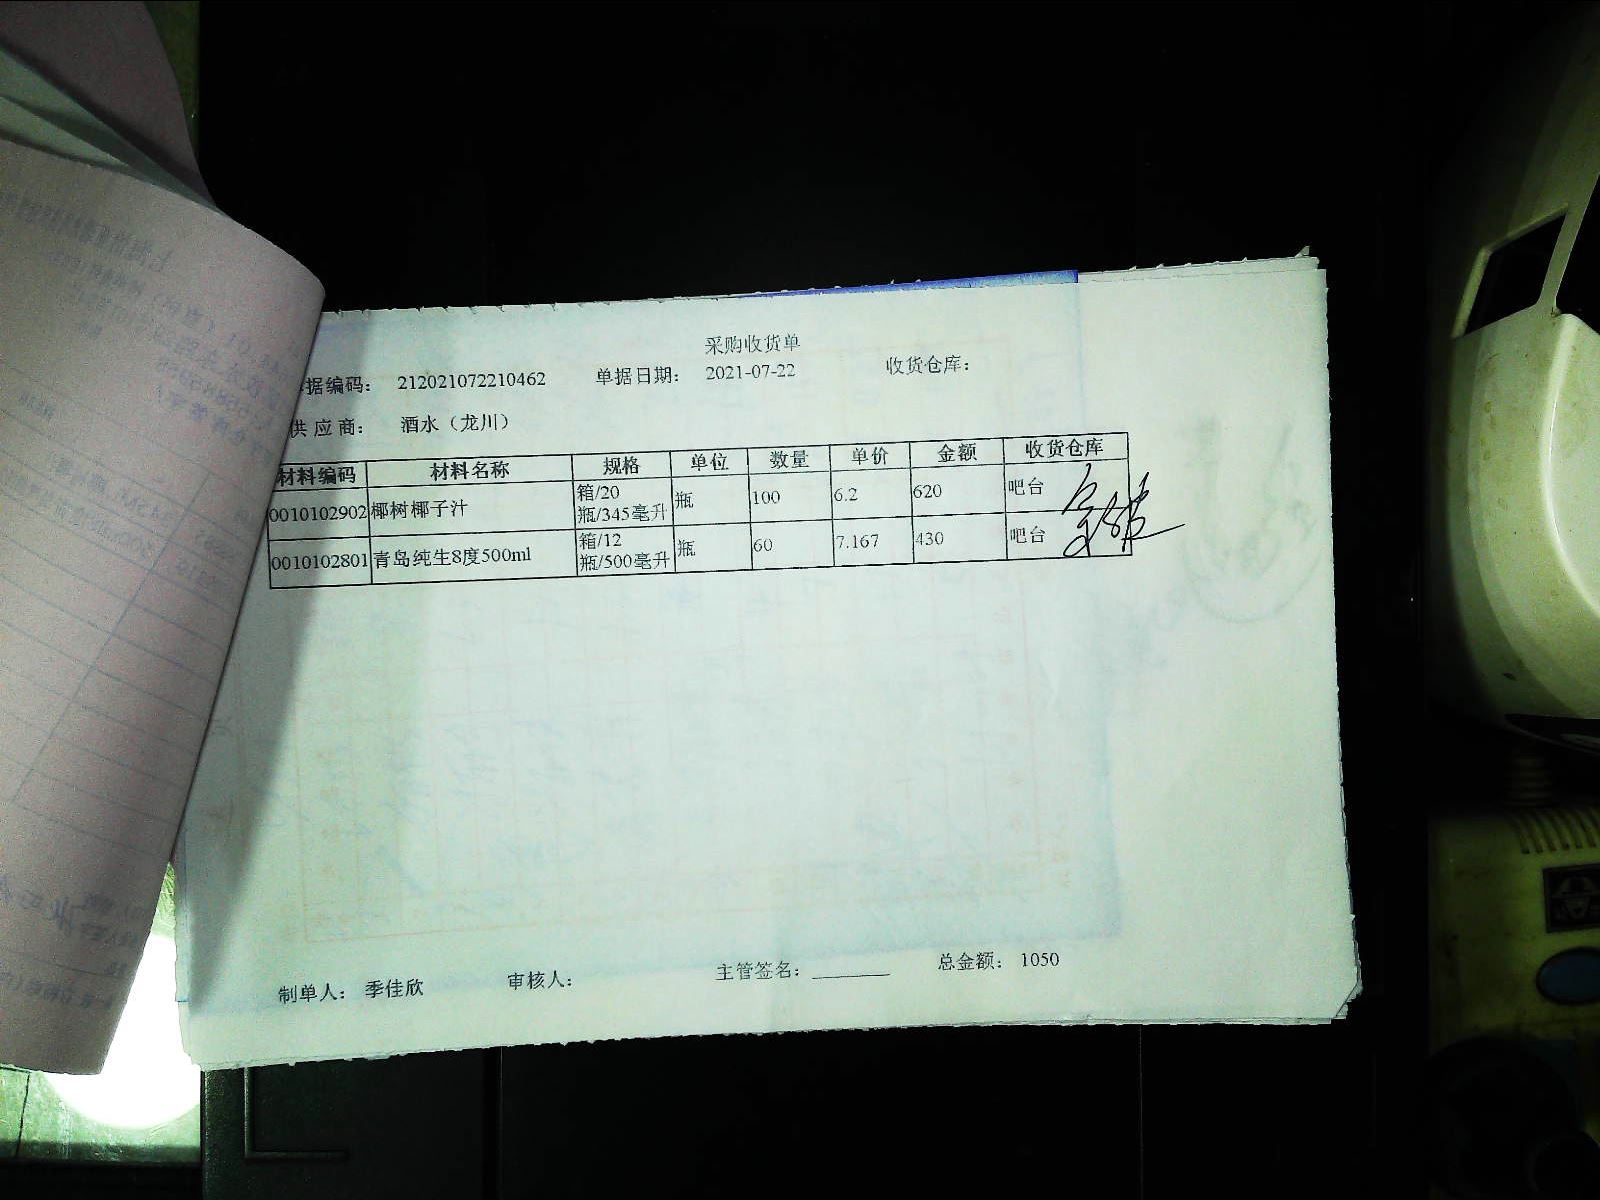 采购收货单
单据编码： 212021072210462 单据日期： 2021-07-22 收货仓库：
供应商： 酒水（龙川）
材料编码 材料名称 规格 单位 数量 单价 金额 收货仓库
0010102902 椰树椰子汁 箱/20瓶/345毫升 瓶 100 6.2 620 吧台
0010102801 青岛纯生8度500ml 箱/12瓶/500毫升 瓶 60 7.167 430 吧台
制单人： 季佳欣 审核人： 主管签名： 总金额： 1050